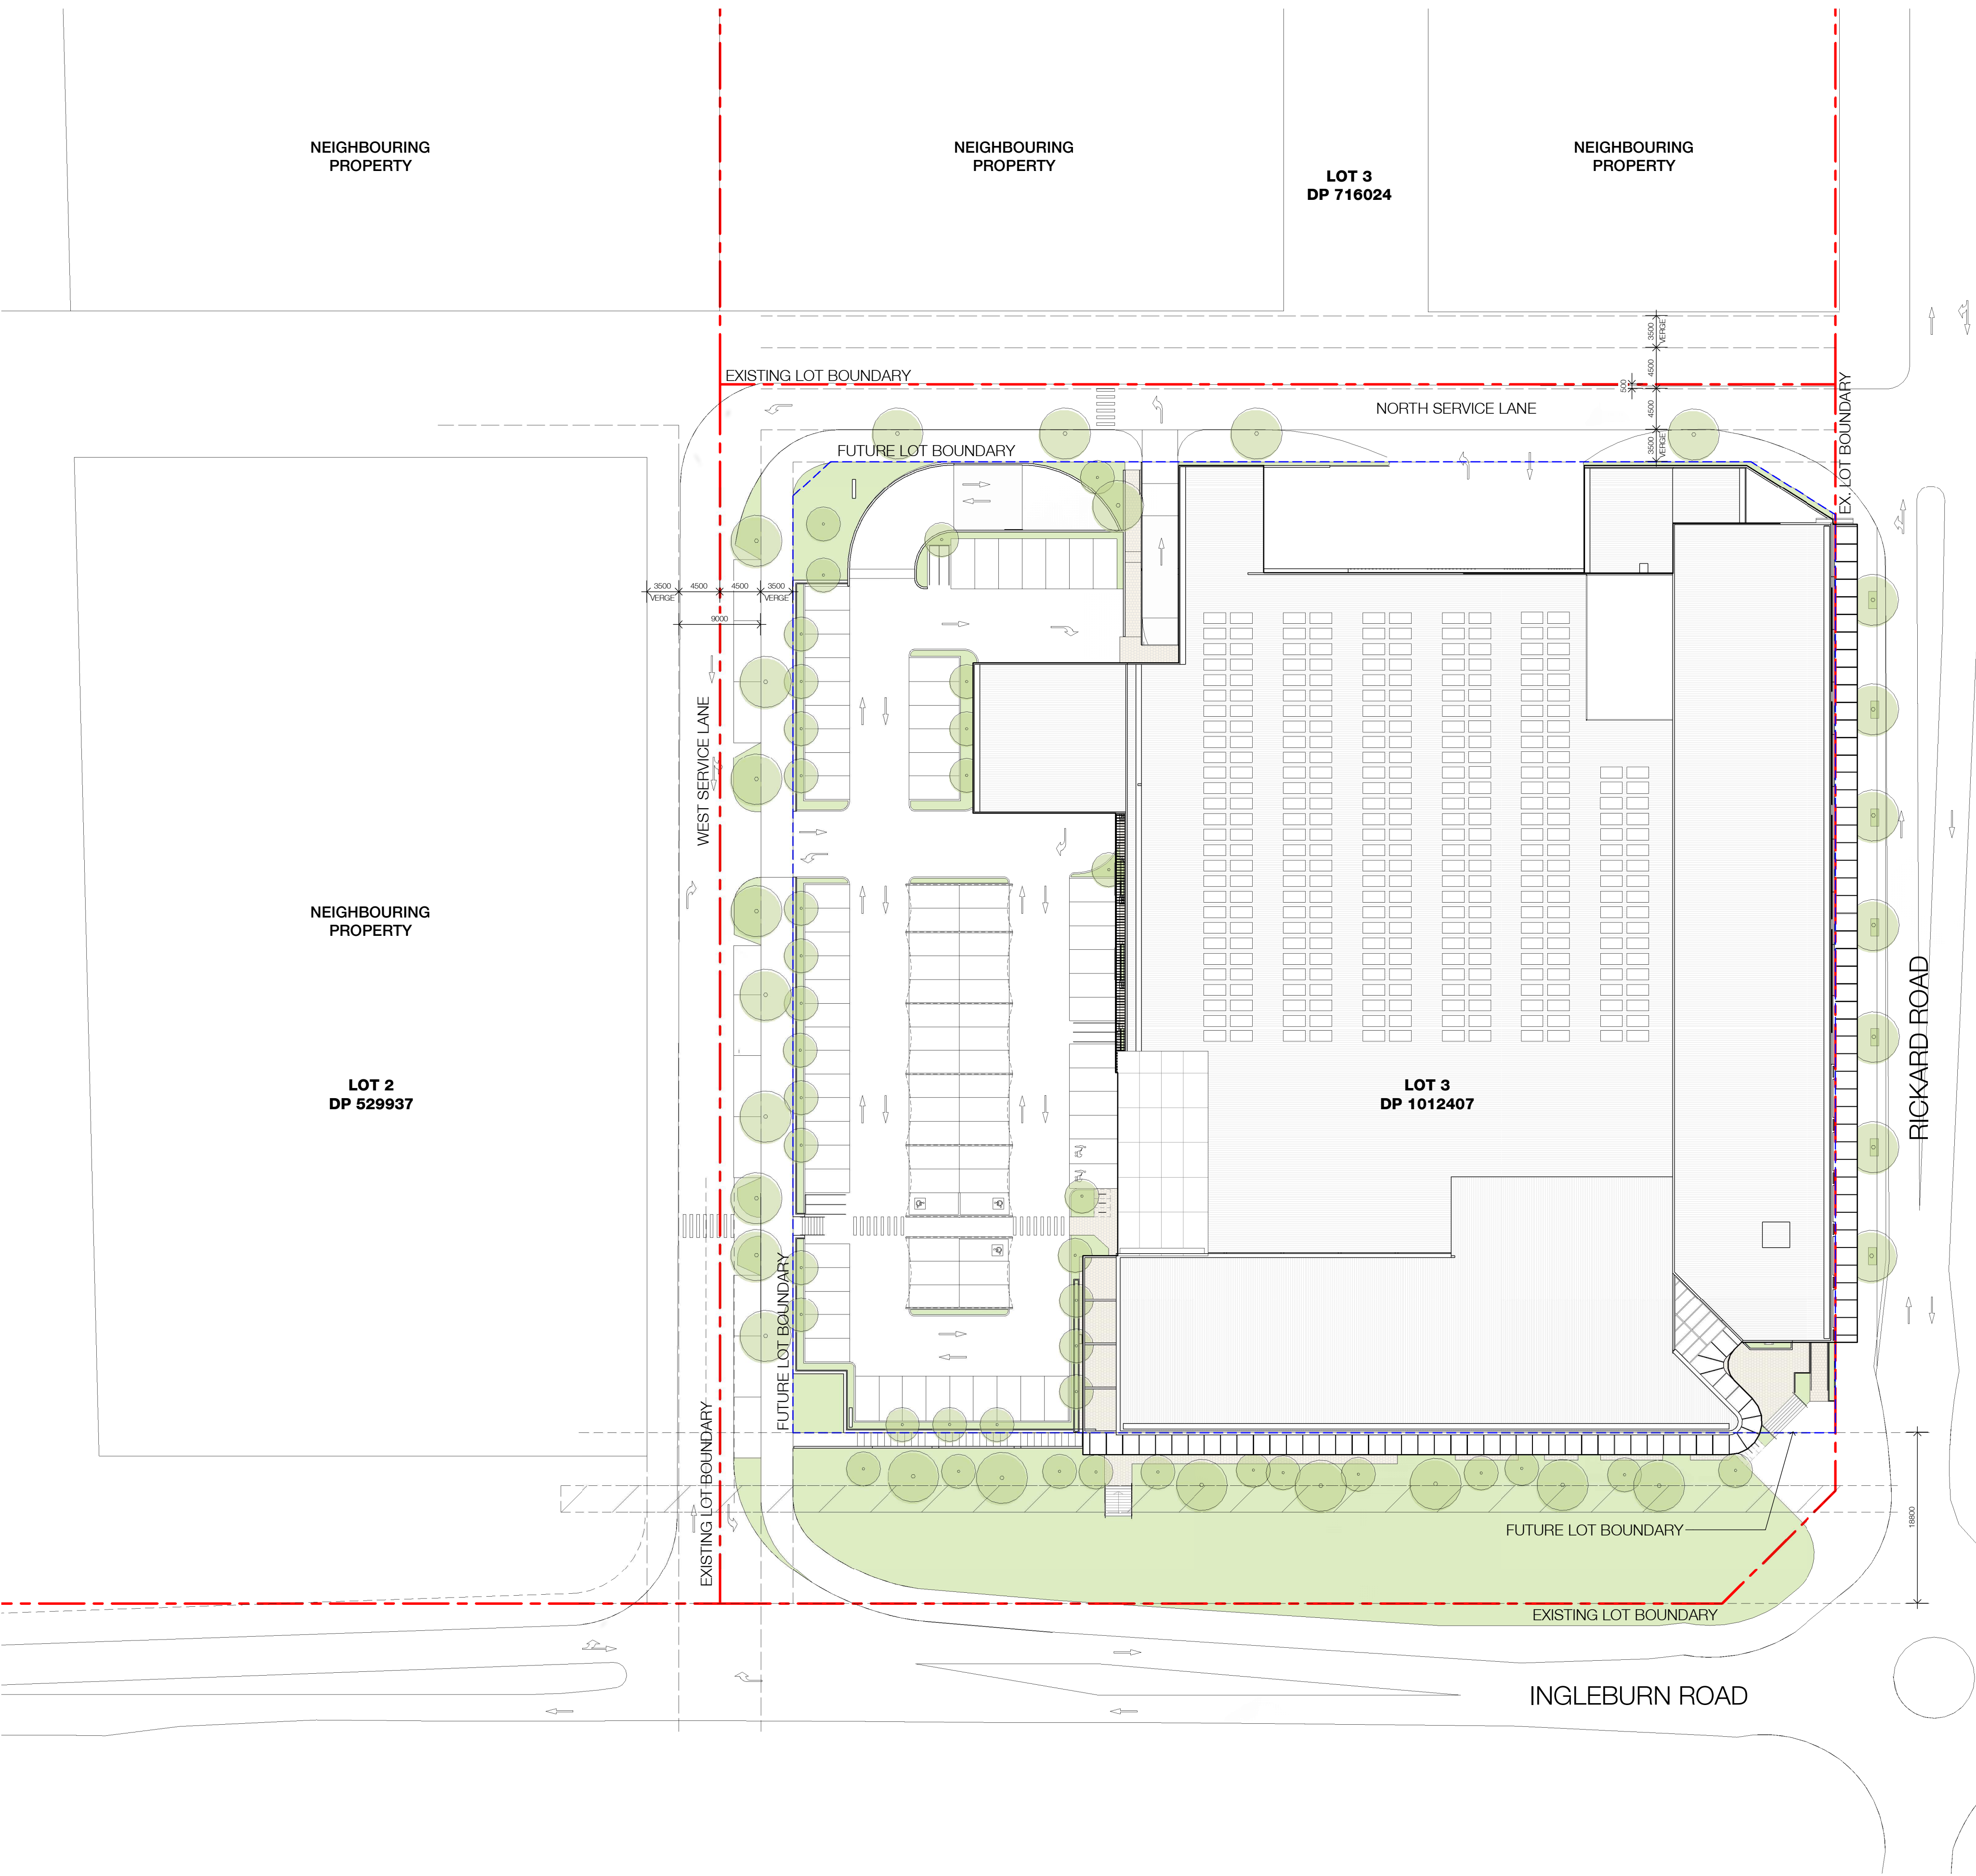 NEIGHBOURING
PROPERTY
NEIGHBOURING
PROPERTY
NEIGHBOURING
PROPERTY
LOT 3
DP 716024
3500
VERGE
4500
500
4500
3500
VERGE
EXISTING LOT BOUNDARY
EX. LOT BOUNDARY
NORTH SERVICE LANE
FUTURE LOT BOUNDARY
3500
VERGE
4500
4500
3500
VERGE
9000
WEST SERVICE LANE
NEIGHBOURING
PROPERTY
RICKARD ROAD
LOT 2
DP 529937
LOT 3
DP 1012407
FUTURE LOT BOUNDARY
EXISTING LOT BOUNDARY
18800
FUTURE LOT BOUNDARY
EXISTING LOT BOUNDARY
INGLEBURN ROAD